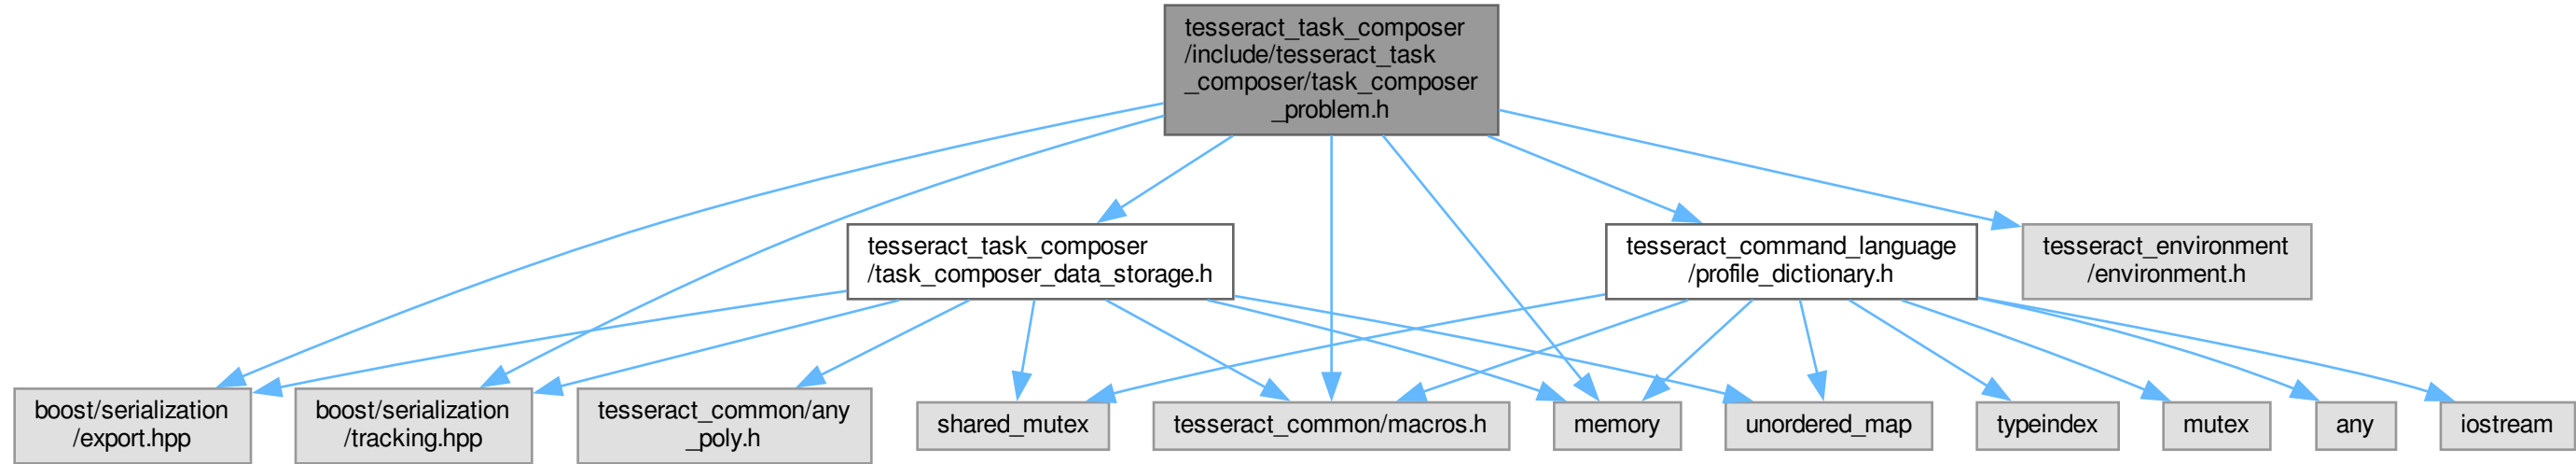 tesseract_task_composer
/include/tesseract_task
_composer/task_composer
_problem.h
tesseract_task_composer
/task_composer_data_storage.h
tesseract_command_language
/profile_dictionary.h
tesseract_environment
/environment.h
boost/serialization
/export.hpp
boost/serialization
/tracking.hpp
tesseract_common/any
_poly.h
shared_mutex
tesseract_common/macros.h
memory
unordered_map
typeindex
mutex
any
iostream